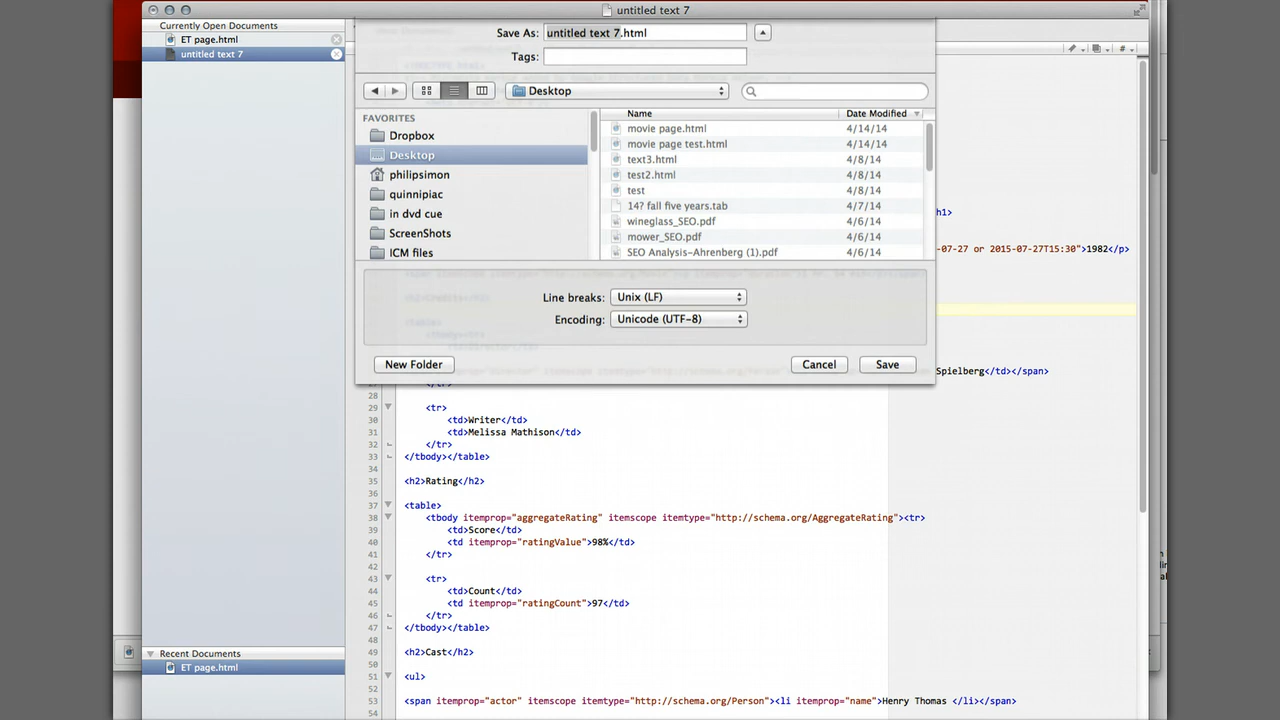 untitled text 7
Currently Open Documents
ET page.html
untitled text 7
Save As: untitled text 7.html
Tags:
Desktop
FAVORITES
Dropbox
Desktop
philipsimon
quinnipiac
in dvd cue
ScreenShots
ICM files
Name Date Modified
movie page.html 4/14/14
movie page test.html 4/14/14
text3.html 4/8/14
test2.html 4/8/14
test 4/8/14
14? fall five years.tab 4/7/14
wineglass_SEO.pdf 4/6/14
mower_SEO.pdf 4/6/14
SEO Analysis-Ahrenberg (1).pdf 4/6/14
Line breaks: Unix (LF)
Encoding: Unicode (UTF-8)
New Folder Cancel Save
h1>
-07-27 or 2015-07-27T15:30">1982</p>
Spielberg</td></span>
28
29 <tr>
30 <td>Writer</td>
31 <td>Melissa Mathison</td>
32 </tr>
33 </tbody></table>
34
35 <h2>Rating</h2>
36
37 <table>
38 <tbody itemprop="aggregateRating" itemscope itemtype="http://schema.org/AggregateRating"><tr>
39 <td>Score</td>
40 <td itemprop="ratingValue">98%</td>
41 </tr>
42
43 <tr>
44 <td>Count</td>
45 <td itemprop="ratingCount">97</td>
46 </tr>
47 </tbody></table>
48
49 <h2>Cast</h2>
50
51 <ul>
52
53 <span itemprop="actor" itemscope itemtype="http://schema.org/Person"><li itemprop="name">Henry Thomas </li></span>
54
Recent Documents
ET page.html